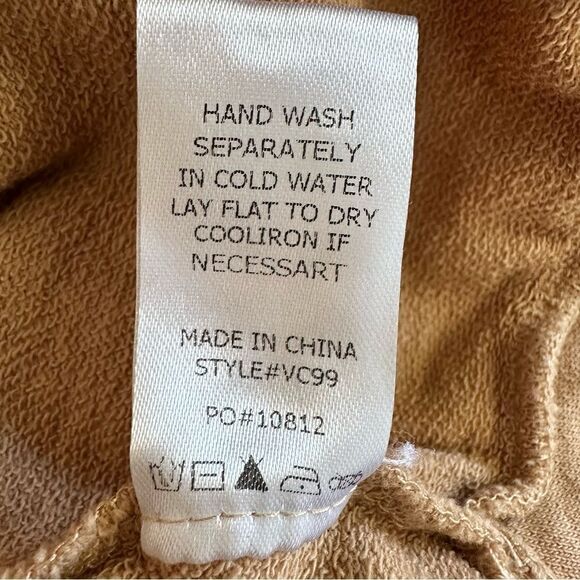 HAND WASH
SEPARATELY
IN COLD WATER
LAY FLAT TO DRY
COOLIRON IF
NECESSART
MADE IN CHINA
STYLE#VC99
PO#10812